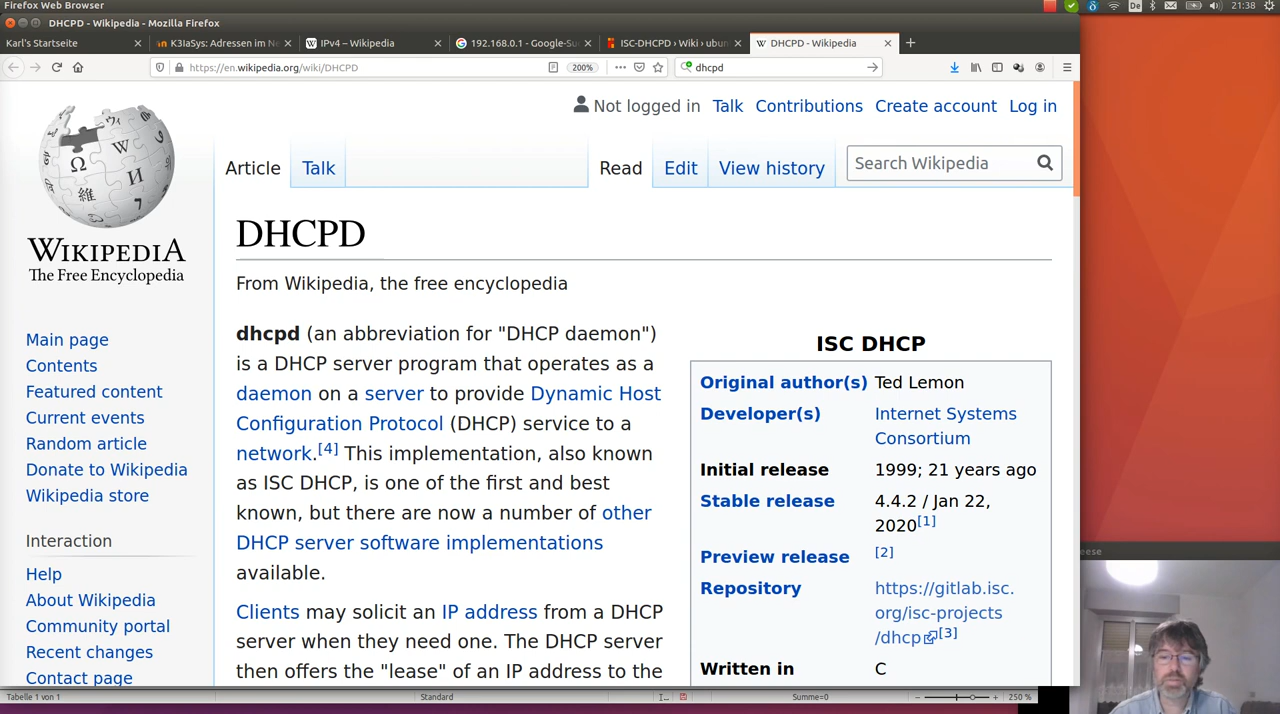 Firefox Web Browser
De
21:38
DHCPD - Wikipedia - Mozilla Firefox
Karl's Startseite
K3IaSys: Adressen im Ne
IPv4 – Wikipedia
192.168.0.1 - Google-Su
ISC-DHCPD › Wiki › ubun
DHCPD - Wikipedia
https://en.wikipedia.org/wiki/DHCPD
200%
dhcpd
Not logged in Talk Contributions Create account Log in
Article Talk Read Edit View history Search Wikipedia
WIKIPEDIA
The Free Encyclopedia
Main page
Contents
Featured content
Current events
Random article
Donate to Wikipedia
Wikipedia store
Interaction
Help
About Wikipedia
Community portal
Recent changes
Contact page
DHCPD
From Wikipedia, the free encyclopedia
dhcpd (an abbreviation for "DHCP daemon")
is a DHCP server program that operates as a
daemon on a server to provide Dynamic Host
Configuration Protocol (DHCP) service to a
network.[4] This implementation, also known
as ISC DHCP, is one of the first and best
known, but there are now a number of other
DHCP server software implementations
available.
Clients may solicit an IP address from a DHCP
server when they need one. The DHCP server
then offers the "lease" of an IP address to the
ISC DHCP
Original author(s) Ted Lemon
Developer(s) Internet Systems
Consortium
Initial release 1999; 21 years ago
Stable release 4.4.2 / Jan 22,
2020[1]
Preview release [2]
Repository https://gitlab.isc.
org/isc-projects
/dhcp[3]
Written in C
eese
Tabelle 1 von 1 Standard Summe=0 250 %